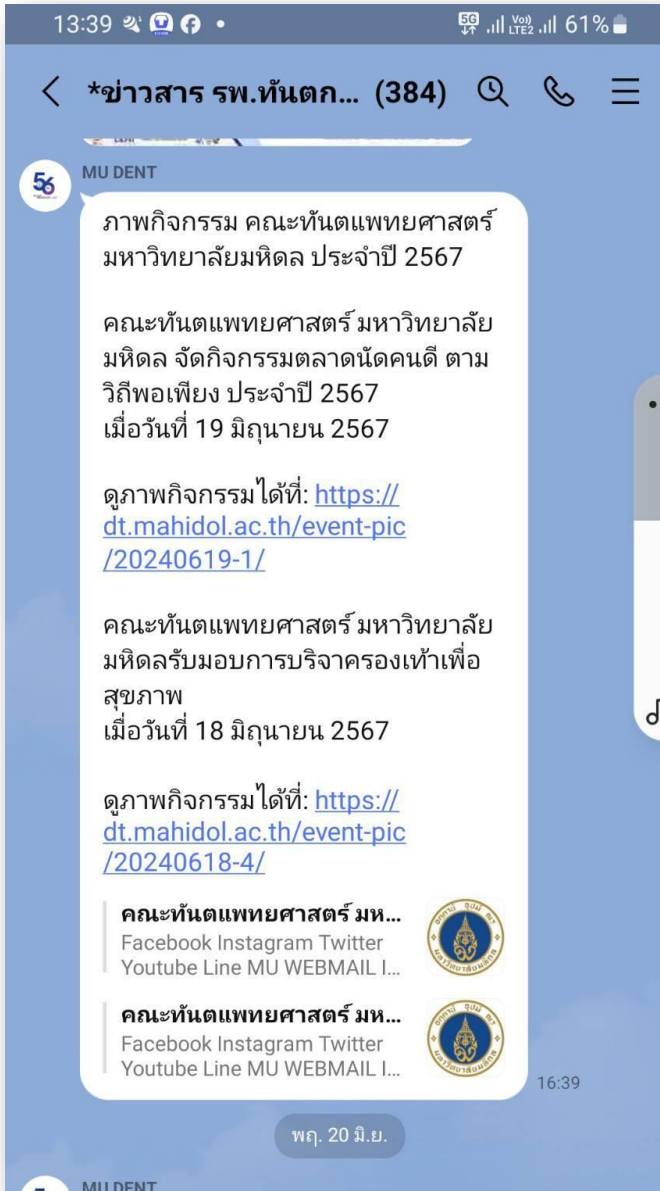 13:39
5G Voo) LTE2 61%
*ข่าวสาร รพ.ทันตก... (384)
56
MU DENT
ภาพกิจกรรม คณะทันตแพทยศาสตร์
มหาวิทยาลัยมหิดล ประจำปี 2567
คณะทันตแพทยศาสตร์ มหาวิทยาลัย
มหิดล จัดกิจกรรมตลาดนัดคนดี ตาม
วิถีพอเพียง ประจำปี 2567
เมื่อวันที่ 19 มิถุนายน 2567
ดูภาพกิจกรรมได้ที่: https://
dt.mahidol.ac.th/event-pic
/20240619-1/
คณะทันตแพทยศาสตร์ มหาวิทยาลัย
มหิดลรับมอบการบริจาครองเท้าเพื่อ
สุขภาพ
เมื่อวันที่ 18 มิถุนายน 2567
ดูภาพกิจกรรมได้ที่: https://
dt.mahidol.ac.th/event-pic
/20240618-4/
คณะทันตแพทยศาสตร์ มห...
Facebook Instagram Twitter
Youtube Line MU WEBMAIL I...
คณะทันตแพทยศาสตร์ มห...
Facebook Instagram Twitter
Youtube Line MU WEBMAIL I...
16:39
พฤ. 20 มิ.ย.
MU DENT